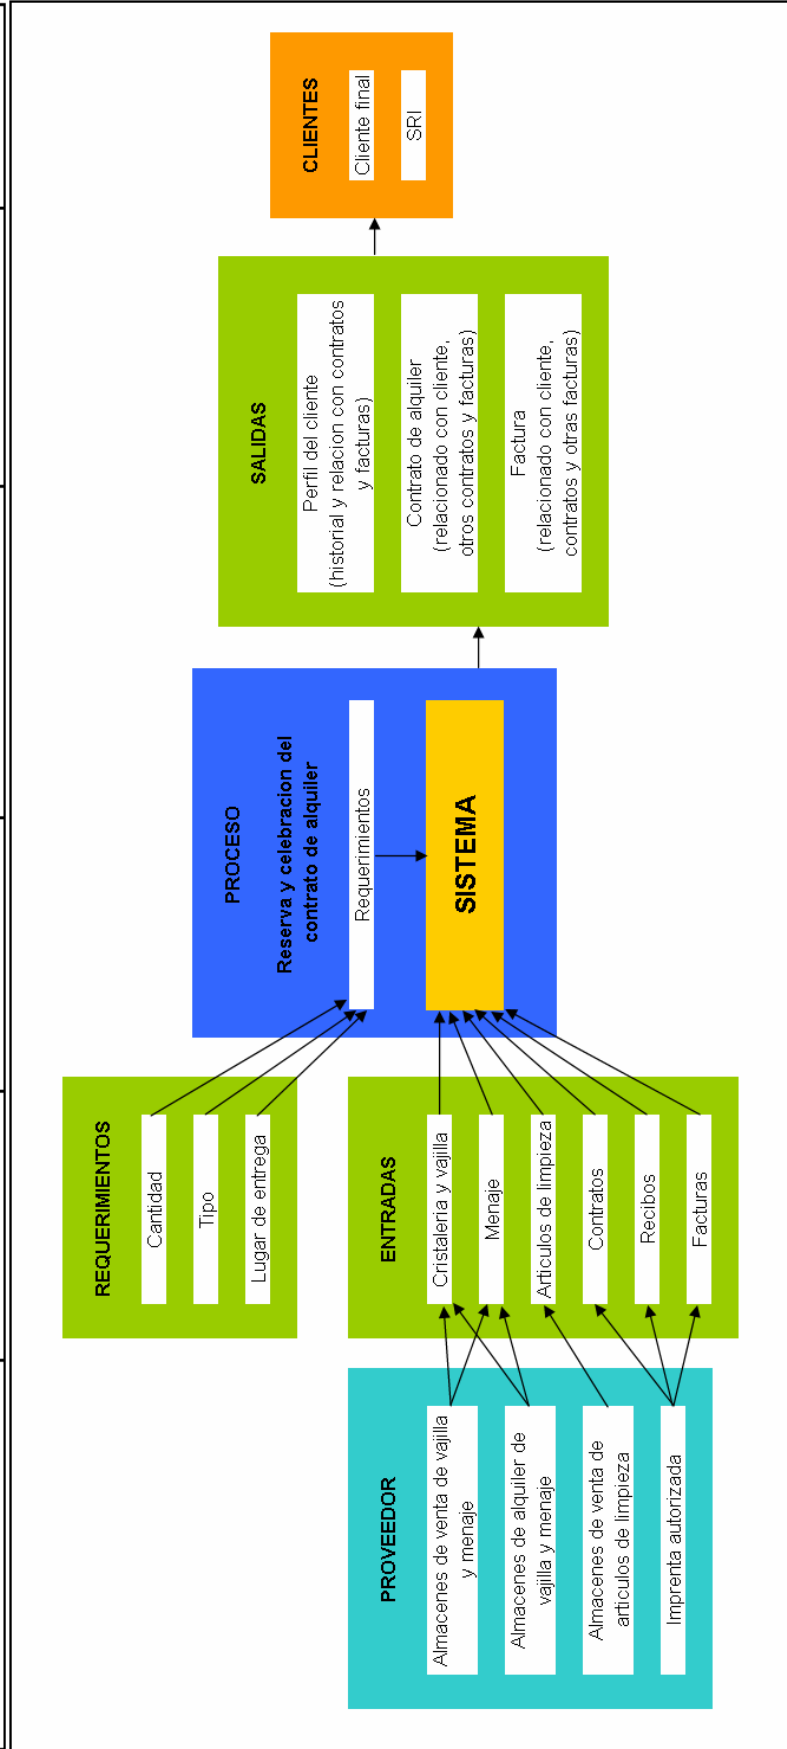 PROVEEDOR
Almacenes de venta de vajilla
y menaje
Almacenes de alquiler de
vajilla y menaje
Almacenes de venta de
articulos de limpieza
Imprenta autorizada
REQUERIMIENTOS
Cantidad
Tipo
Lugar de entrega
ENTRADAS
Cristaleria y vajilla
Menaje
Articulos de limpieza
Contratos
Recibos
Facturas
PROCESO
Reserva y celebracion del
contrato de alquiler
Requerimientos
SISTEMA
SALIDAS
Perfil del cliente
(historial y relacion con contratos
y facturas)
Contrato de alquiler
(relacionado con cliente,
otros contratos y facturas)
Factura
(relacionado con cliente,
contratos y otras facturas)
CLIENTES
Cliente final
SRI